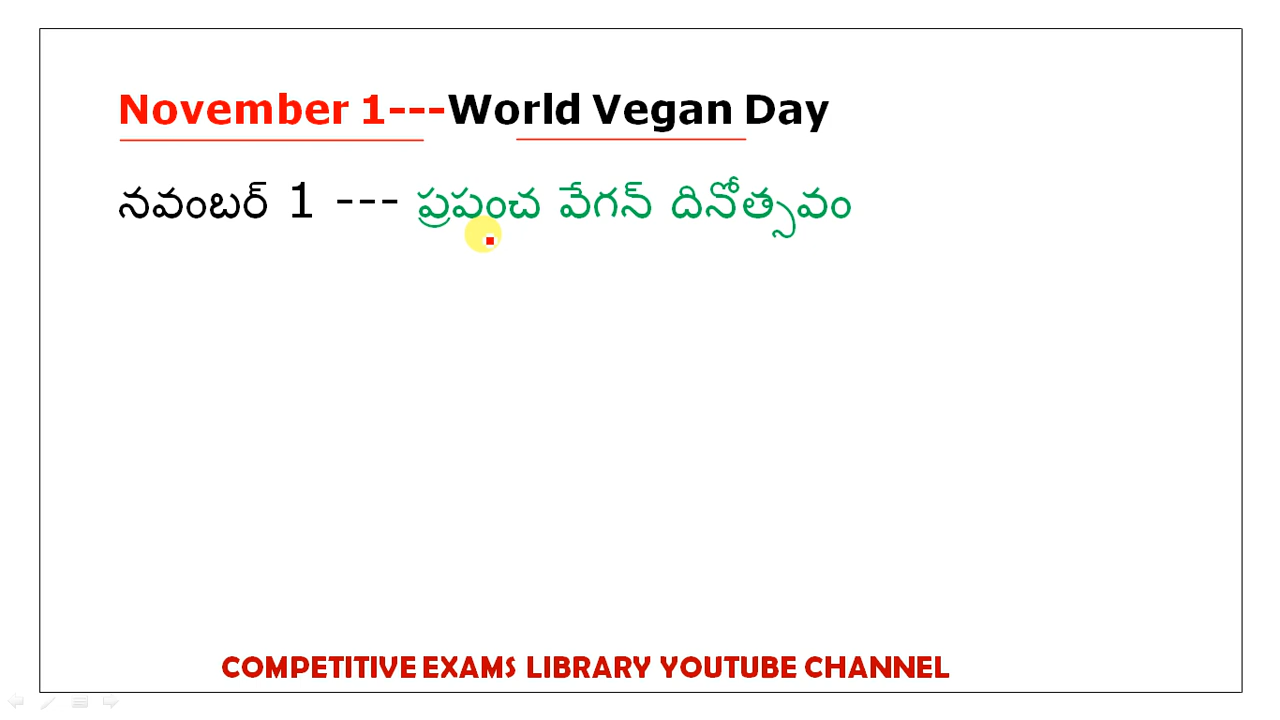 November 1---World Vegan Day
నవంబర్ 1 --- ప్రపంచ వేగన్ దినోత్సవం
COMPETITIVE EXAMS LIBRARY YOUTUBE CHANNEL